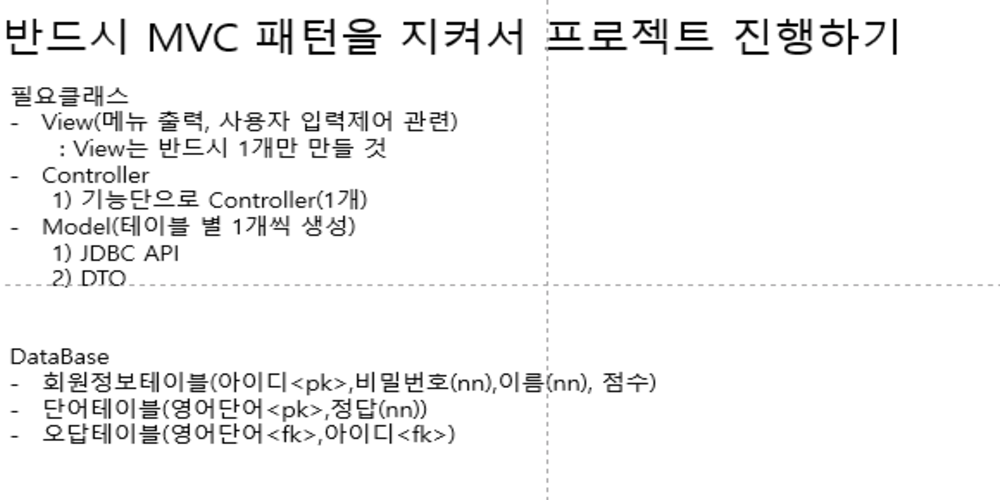 반드시 MVC 패턴을 지켜서 프로젝트 진행하기
필요클래스
- View(메뉴 출력, 사용자 입력제어 관련)
: View는 반드시 1개만 만들 것
- Controller
1) 기능단으로 Controller(1개)
- Model(테이블 별 1개씩 생성)
1) JDBC API
2) DTO
DataBase
- 회원정보테이블(아이디<pk>,비밀번호(nn),이름(nn), 점수)
- 단어테이블(영어단어<pk>,정답(nn))
- 오답테이블(영어단어<fk>,아이디<fk>)